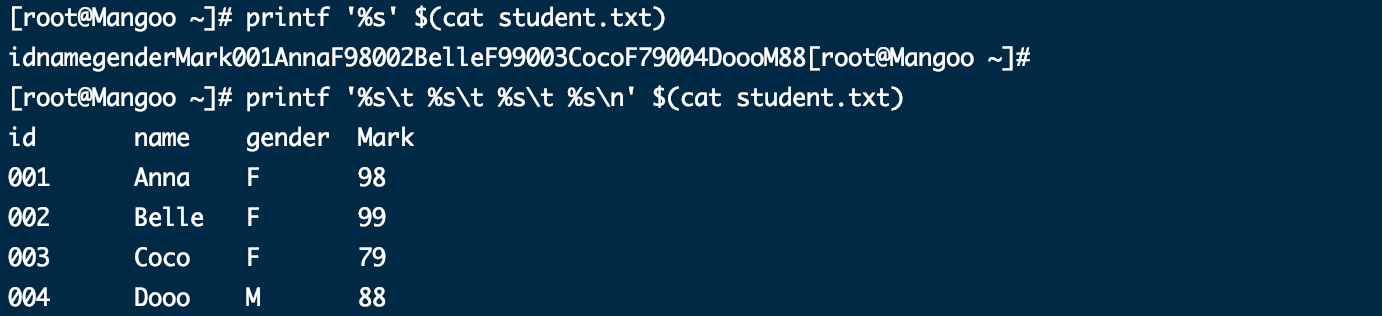 [root@Mangoo ~]# printf '%s' $(cat student.txt)
idnamegenderMark001AnnaF98002BelleF99003CocoF79004DoooM88[root@Mangoo ~]#
[root@Mangoo ~]# printf '%s\t %s\t %s\t %s\n' $(cat student.txt)
id name gender Mark
001 Anna F 98
002 Belle F 99
003 Coco F 79
004 Dooo M 88